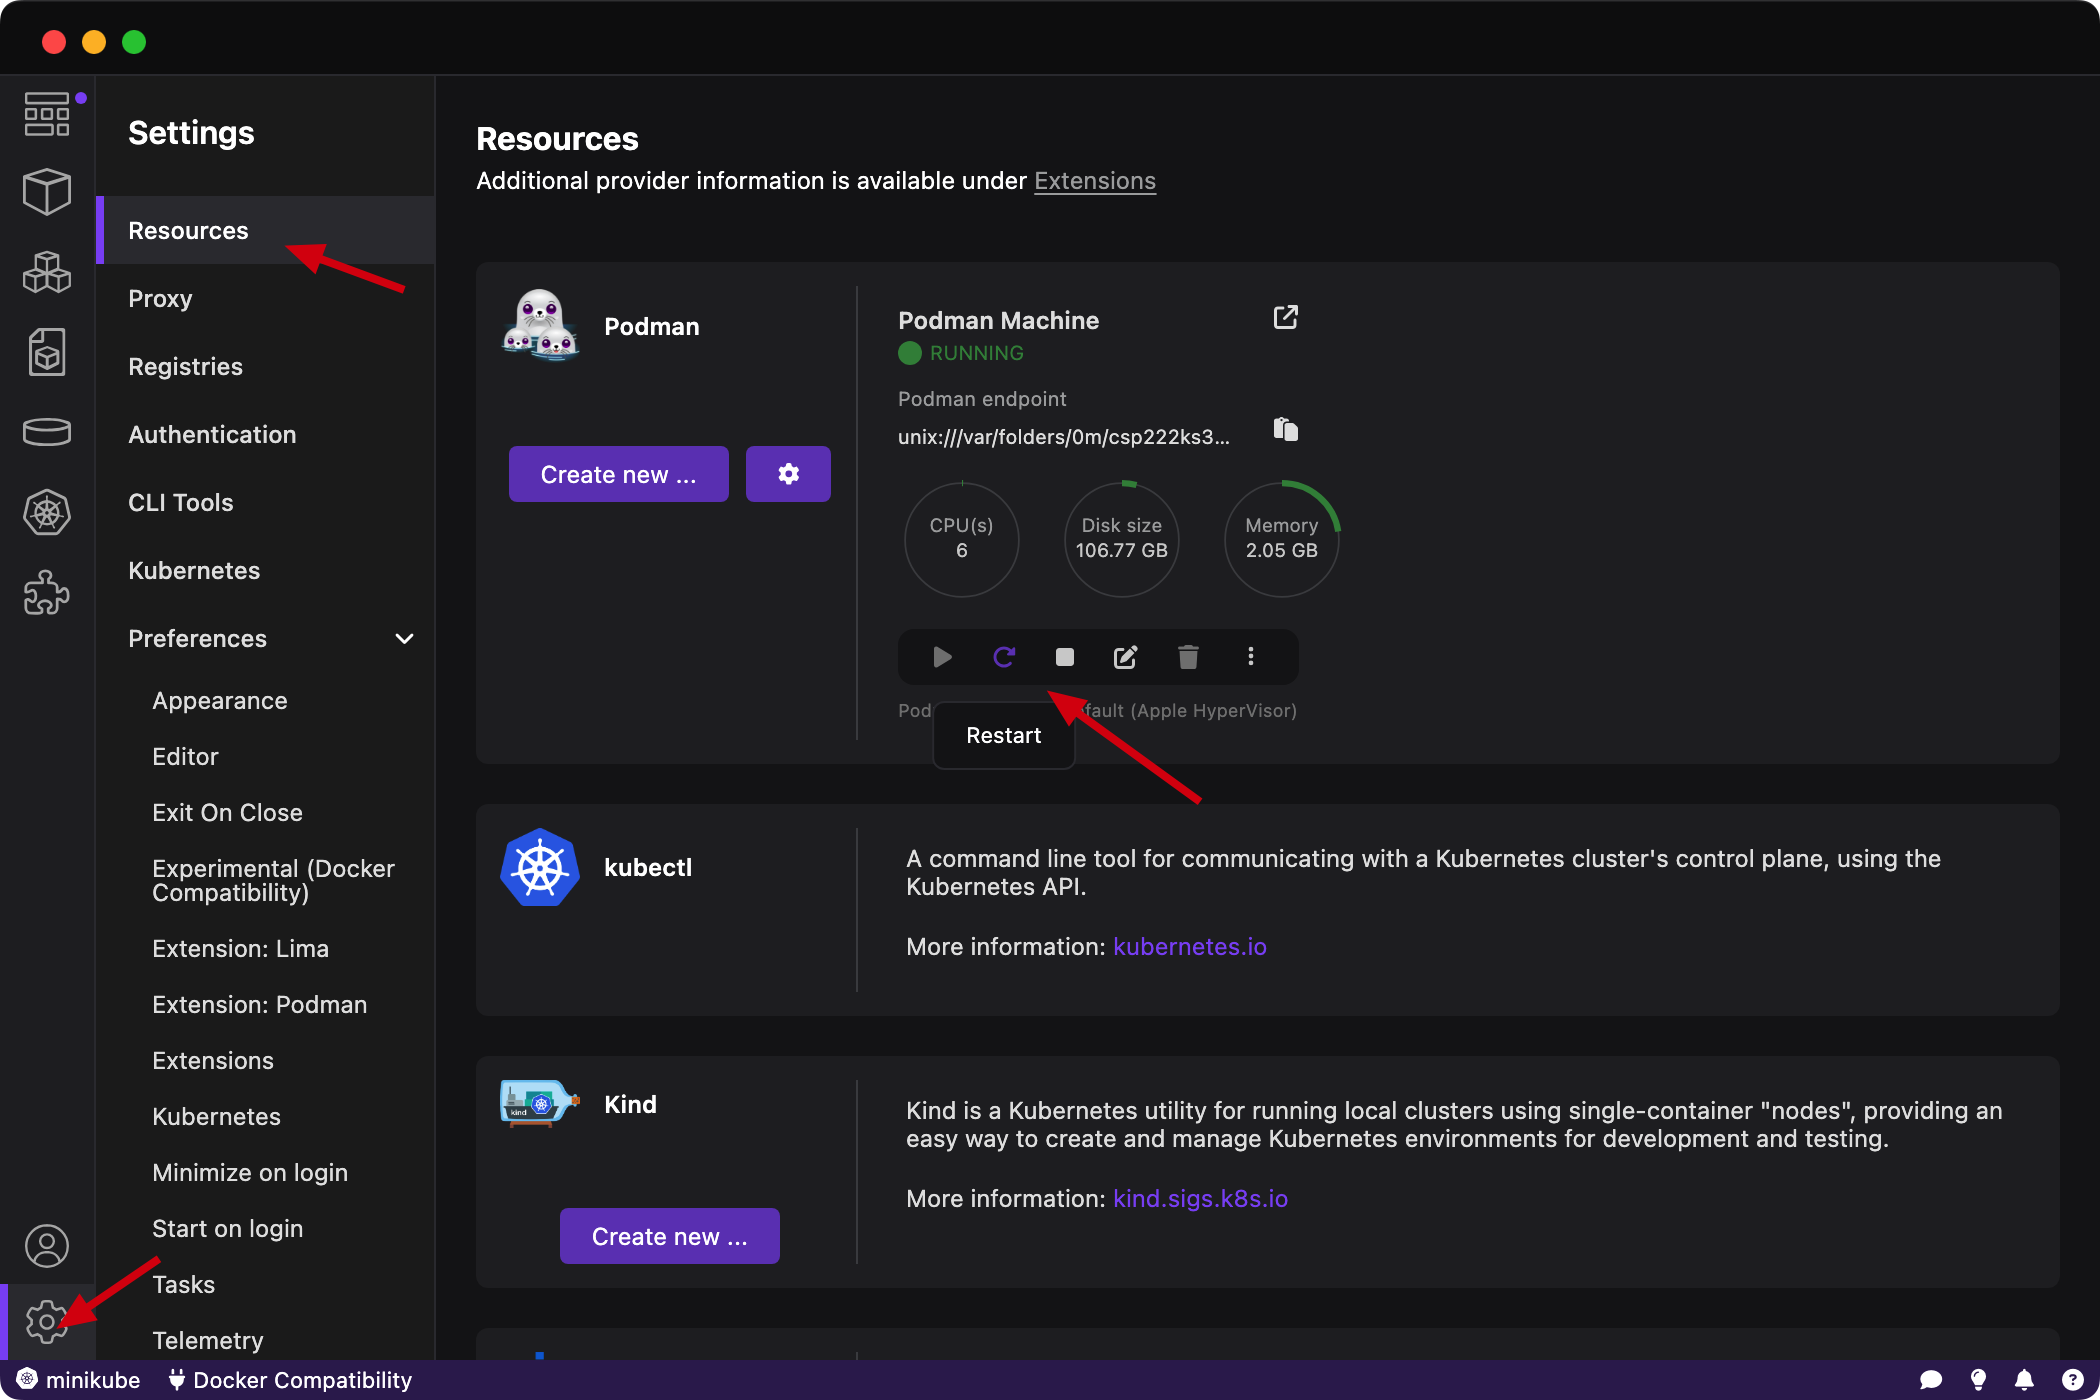 Settings
Resources
Proxy
Registries
Authentication
CLI Tools
Kubernetes
Preferences
Appearance
Editor
Exit On Close
Experimental (Docker
Compatibility)
Extension: Lima
Extension: Podman
Extensions
Kubernetes
Minimize on login
Start on login
Tasks
Telemetry
Resources
Additional provider information is available under Extensions
Podman
Create new ...
Podman Machine
RUNNING
Podman endpoint
unix:///var/folders/0m/csp222ks3...
CPU(s)
6
Disk size
106.77 GB
Memory
2.05 GB
Pod fault (Apple HyperVisor)
Restart
kubectl
A command line tool for communicating with a Kubernetes cluster's control plane, using the
Kubernetes API.
More information: kubernetes.io
kind
Kind
Create new ...
Kind is a Kubernetes utility for running local clusters using single-container "nodes", providing an
easy way to create and manage Kubernetes environments for development and testing.
More information: kind.sigs.k8s.io
minikube
Docker Compatibility